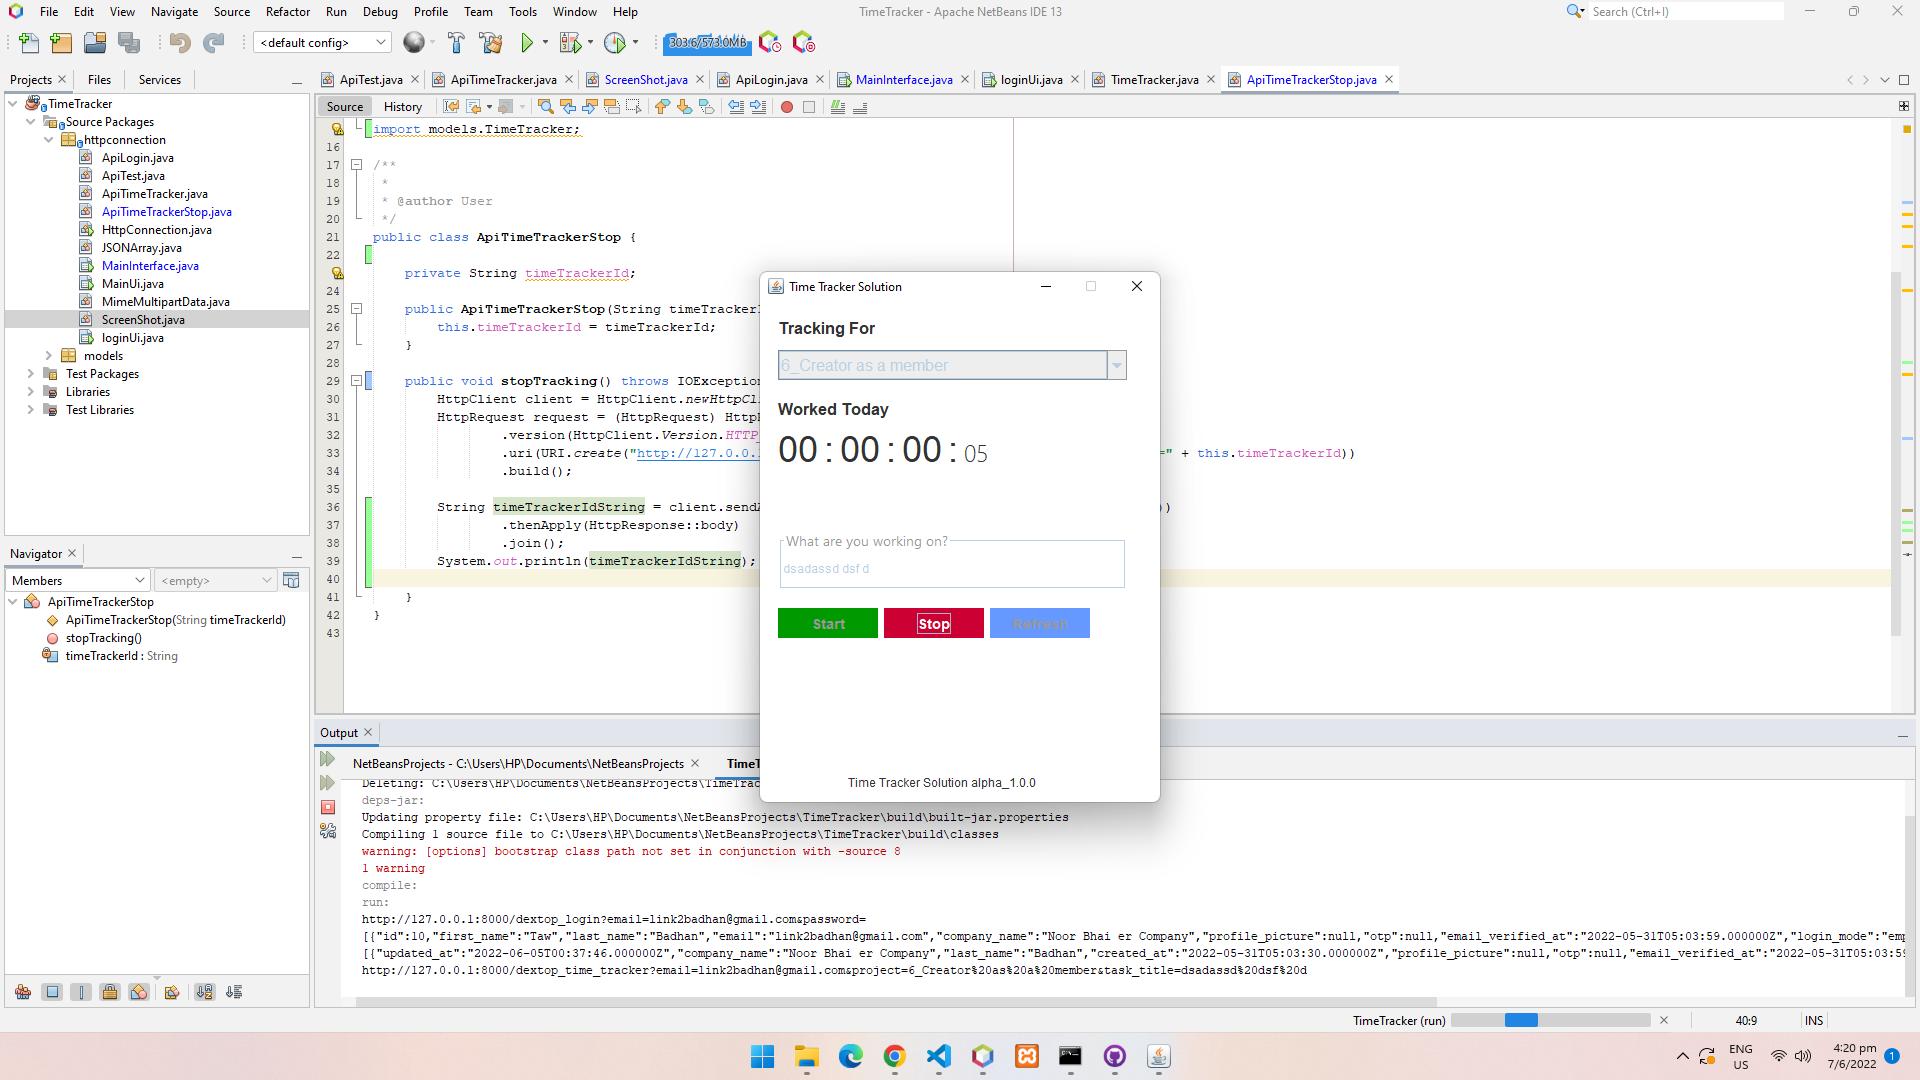 File Edit View Navigate Source Refactor Run Debug Profile Team Tools Window Help
TimeTracker - Apache NetBeans IDE 13
Search (Ctrl+I)
<default config>
303.6/573.0MB
Projects Files Services
ApiTest.java ApiTimeTracker.java ScreenShot.java ApiLogin.java MainInterface.java loginUi.java TimeTracker.java ApiTimeTrackerStop.java
Source History
TimeTracker
Source Packages
httpconnection
ApiLogin.java
ApiTest.java
ApiTimeTracker.java
ApiTimeTrackerStop.java
HttpConnection.java
JSONArray.java
MainInterface.java
MainUi.java
MimeMultipartData.java
ScreenShot.java
loginUi.java
models
Test Packages
Libraries
Test Libraries
import models.TimeTracker;
16
17 /**
18 *
19 * @author User
20 */
21 public class ApiTimeTrackerStop {
22
private String timeTrackerId;
24
25 public ApiTimeTrackerStop(String timeTrackerI
26 this.timeTrackerId = timeTrackerId;
27 }
28
29 public void stopTracking() throws IOException
30 HttpClient client = HttpClient.newHttpCli
31 HttpRequest request = (HttpRequest)
32 .version(HttpClient.Version.HTTP_
33 .uri(URI.create("http://127.0.0.1 =" + this.timeTrackerId))
34 .build();
35
36 String timeTrackerIdString = client.sendA ))
37 .thenApply(HttpResponse::body)
38 .join();
39 System.out.println(timeTrackerIdString);
40
41 }
42 }
43
Navigator
Members <empty>
ApiTimeTrackerStop
ApiTimeTrackerStop(String timeTrackerId)
stopTracking()
timeTrackerId : String
Time Tracker Solution
Tracking For
6_Creator as a member
Worked Today
00 : 00 : 00 : 05
What are you working on?
dsadassd dsf d
Start Stop Refresh
Time Tracker Solution alpha_1.0.0
Output
NetBeansProjects - C:\Users\HP\Documents\NetBeansProjects TimeT
Deleting: C:\Users\HP\Documents\NetBeansProjects\TimeTrac
deps-jar:
Updating property file: C:\Users\HP\Documents\NetBeansProjects\TimeTracker\build\built-jar.properties
Compiling 1 source file to C:\Users\HP\Documents\NetBeansProjects\TimeTracker\build\classes
warning: [options] bootstrap class path not set in conjunction with -source 8
1 warning
compile:
run:
http://127.0.0.1:8000/dextop_login?email=link2badhan@gmail.com&password=
[{"id":10,"first_name":"Taw","last_name":"Badhan","email":"link2badhan@gmail.com","company_name":"Noor Bhai er Company","profile_picture":null,"otp":null,"email_verified_at":"2022-05-31T05:03:59.000000Z","login_mode":"emp
[{"updated_at":"2022-06-05T00:37:46.000000Z","company_name":"Noor Bhai er Company","last_name":"Badhan","created_at":"2022-05-31T05:03:30.000000Z","profile_picture":null,"otp":null,"email_verified_at":"2022-05-31T05:03:59
http://127.0.0.1:8000/dextop_time_tracker?email=link2badhan@gmail.com&project=6_Creator%20as%20a%20member&task_title=dsadassd%20dsf%20d
TimeTracker (run) 40:9 INS
ENG
US
4:20 pm
7/6/2022
1